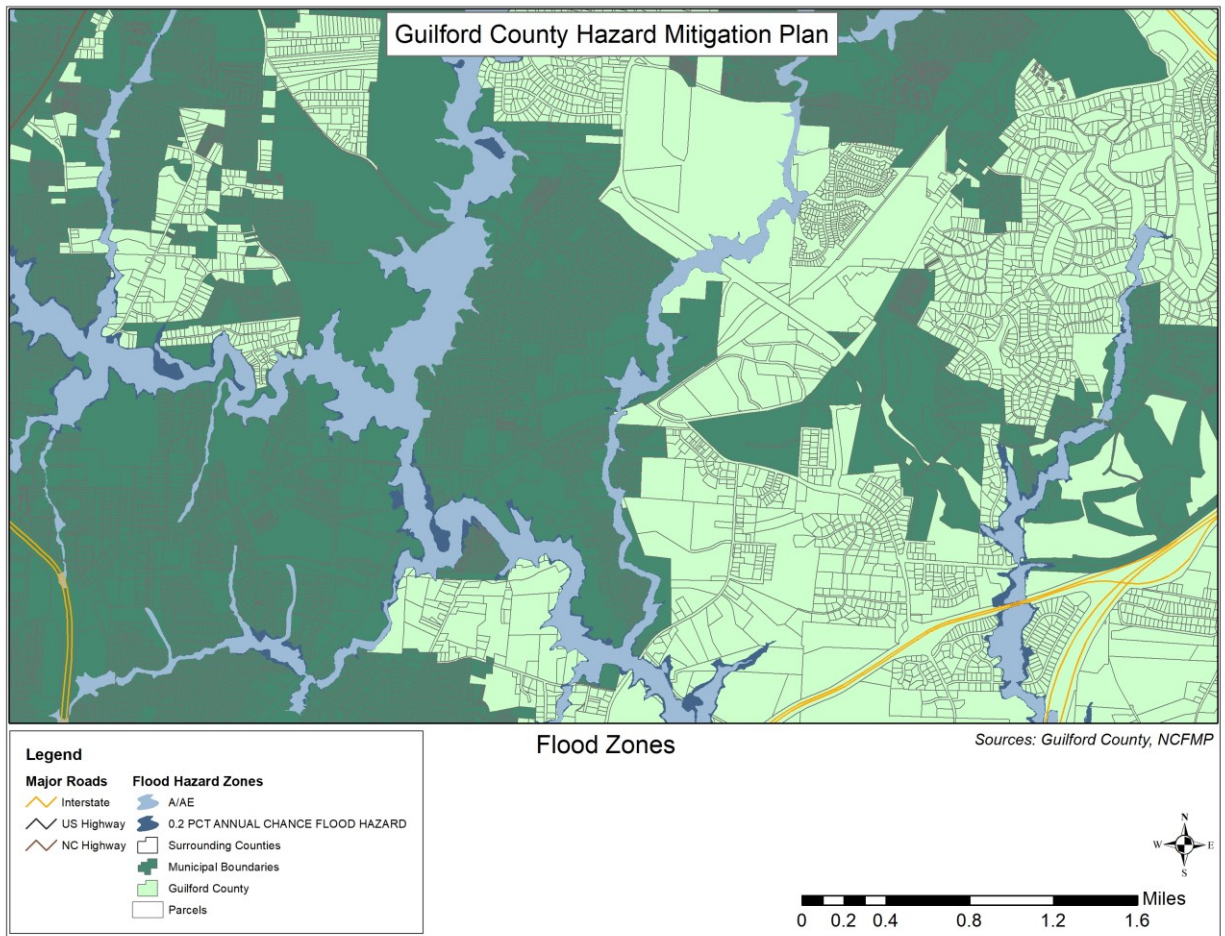 Guilford County Hazard Mitigation Plan
Flood Zones
Sources: Guilford County, NCFMP
Legend
Major Roads
Interstate
US Highway
NC Highway
Flood Hazard Zones
A/AE
0.2 PCT ANNUAL CHANCE FLOOD HAZARD
Surrounding Counties
Municipal Boundaries
Guilford County
Parcels
N
W E
S
Miles
0 0.2 0.4 0.8 1.2 1.6